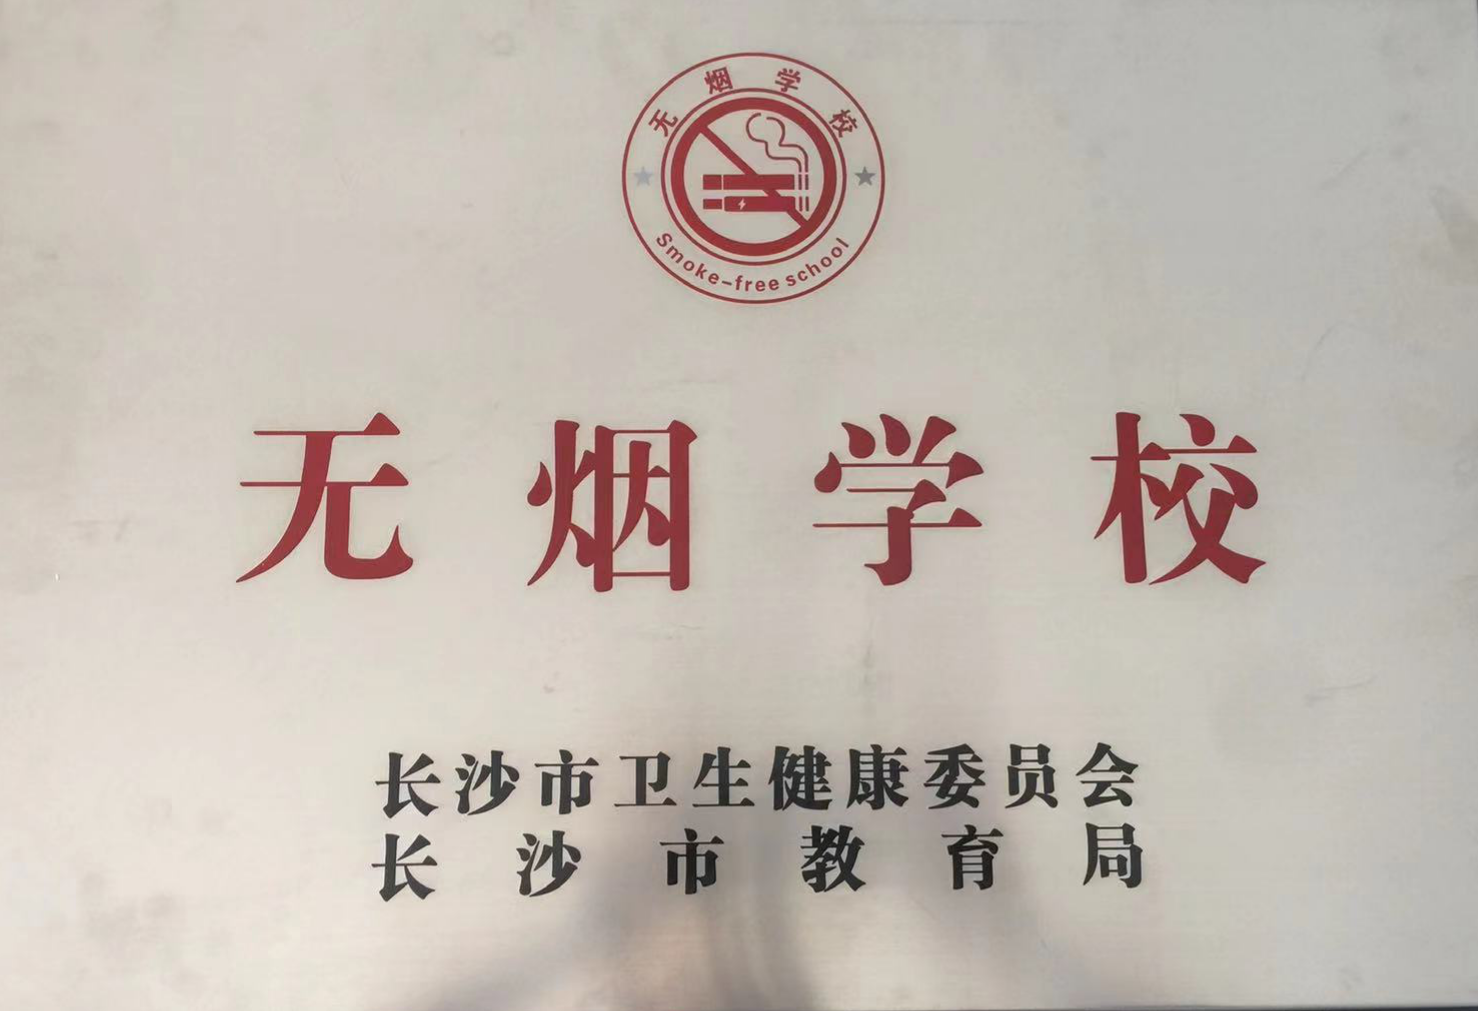 无烟学校
Smoke-free school
无烟学校
长沙市卫生健康委员会
长沙市教育局